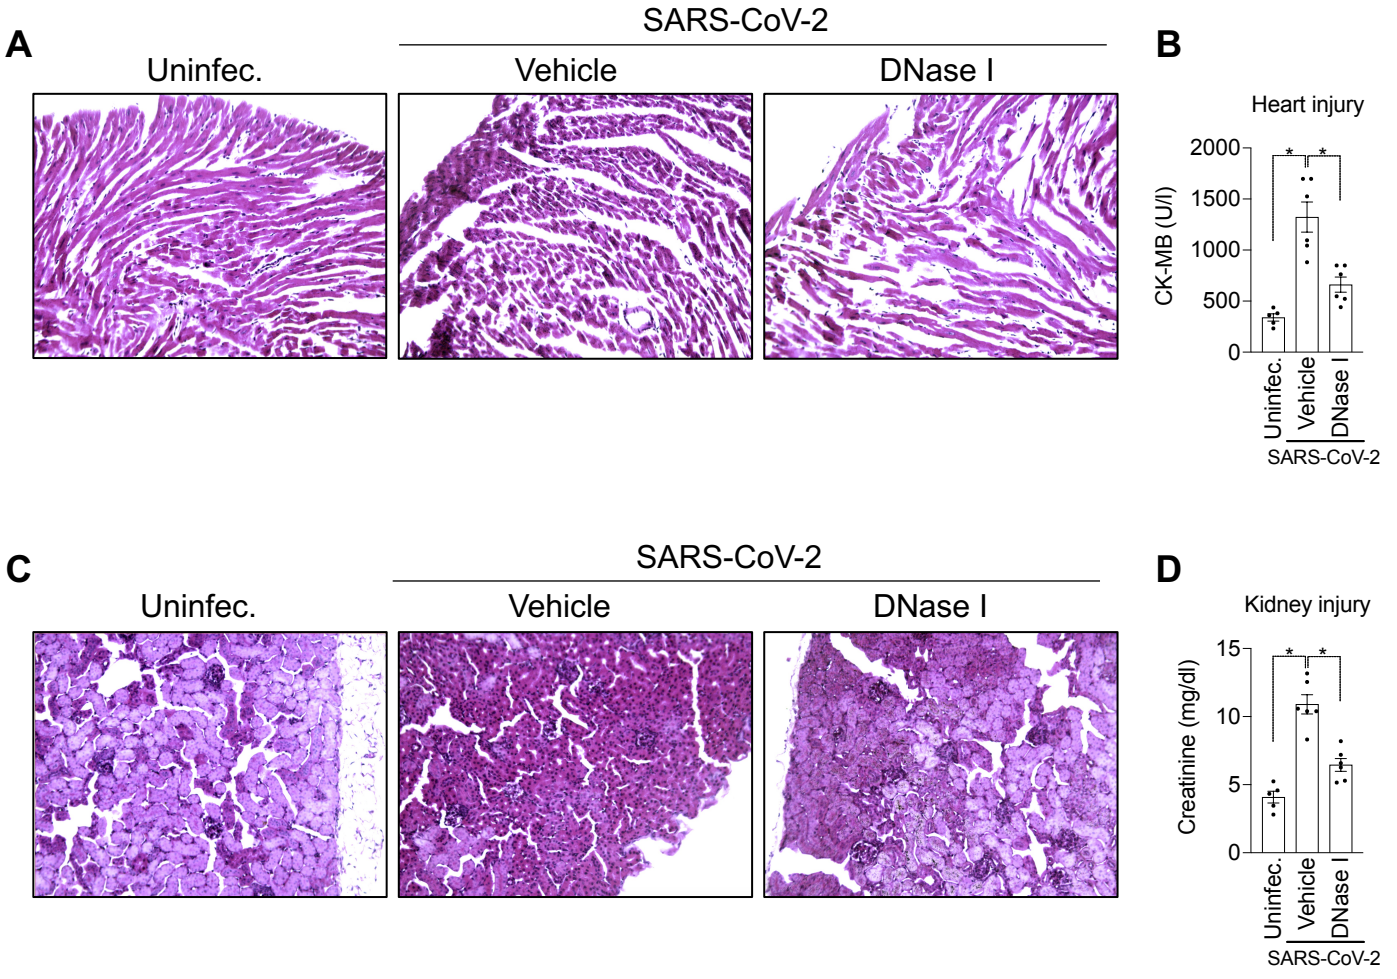 A
SARS-CoV-2
Uninfec.
Vehicle
DNase I
B
Heart injury
CK-MB (U/l)
2000
1500
1000
500
0
*
*
Uninfec.
Vehicle
DNase I
SARS-CoV-2
C
SARS-CoV-2
Uninfec.
Vehicle
DNase I
D
Kidney injury
Creatinine (mg/dl)
15
10
5
0
*
*
Uninfec.
Vehicle
DNase I
SARS-CoV-2